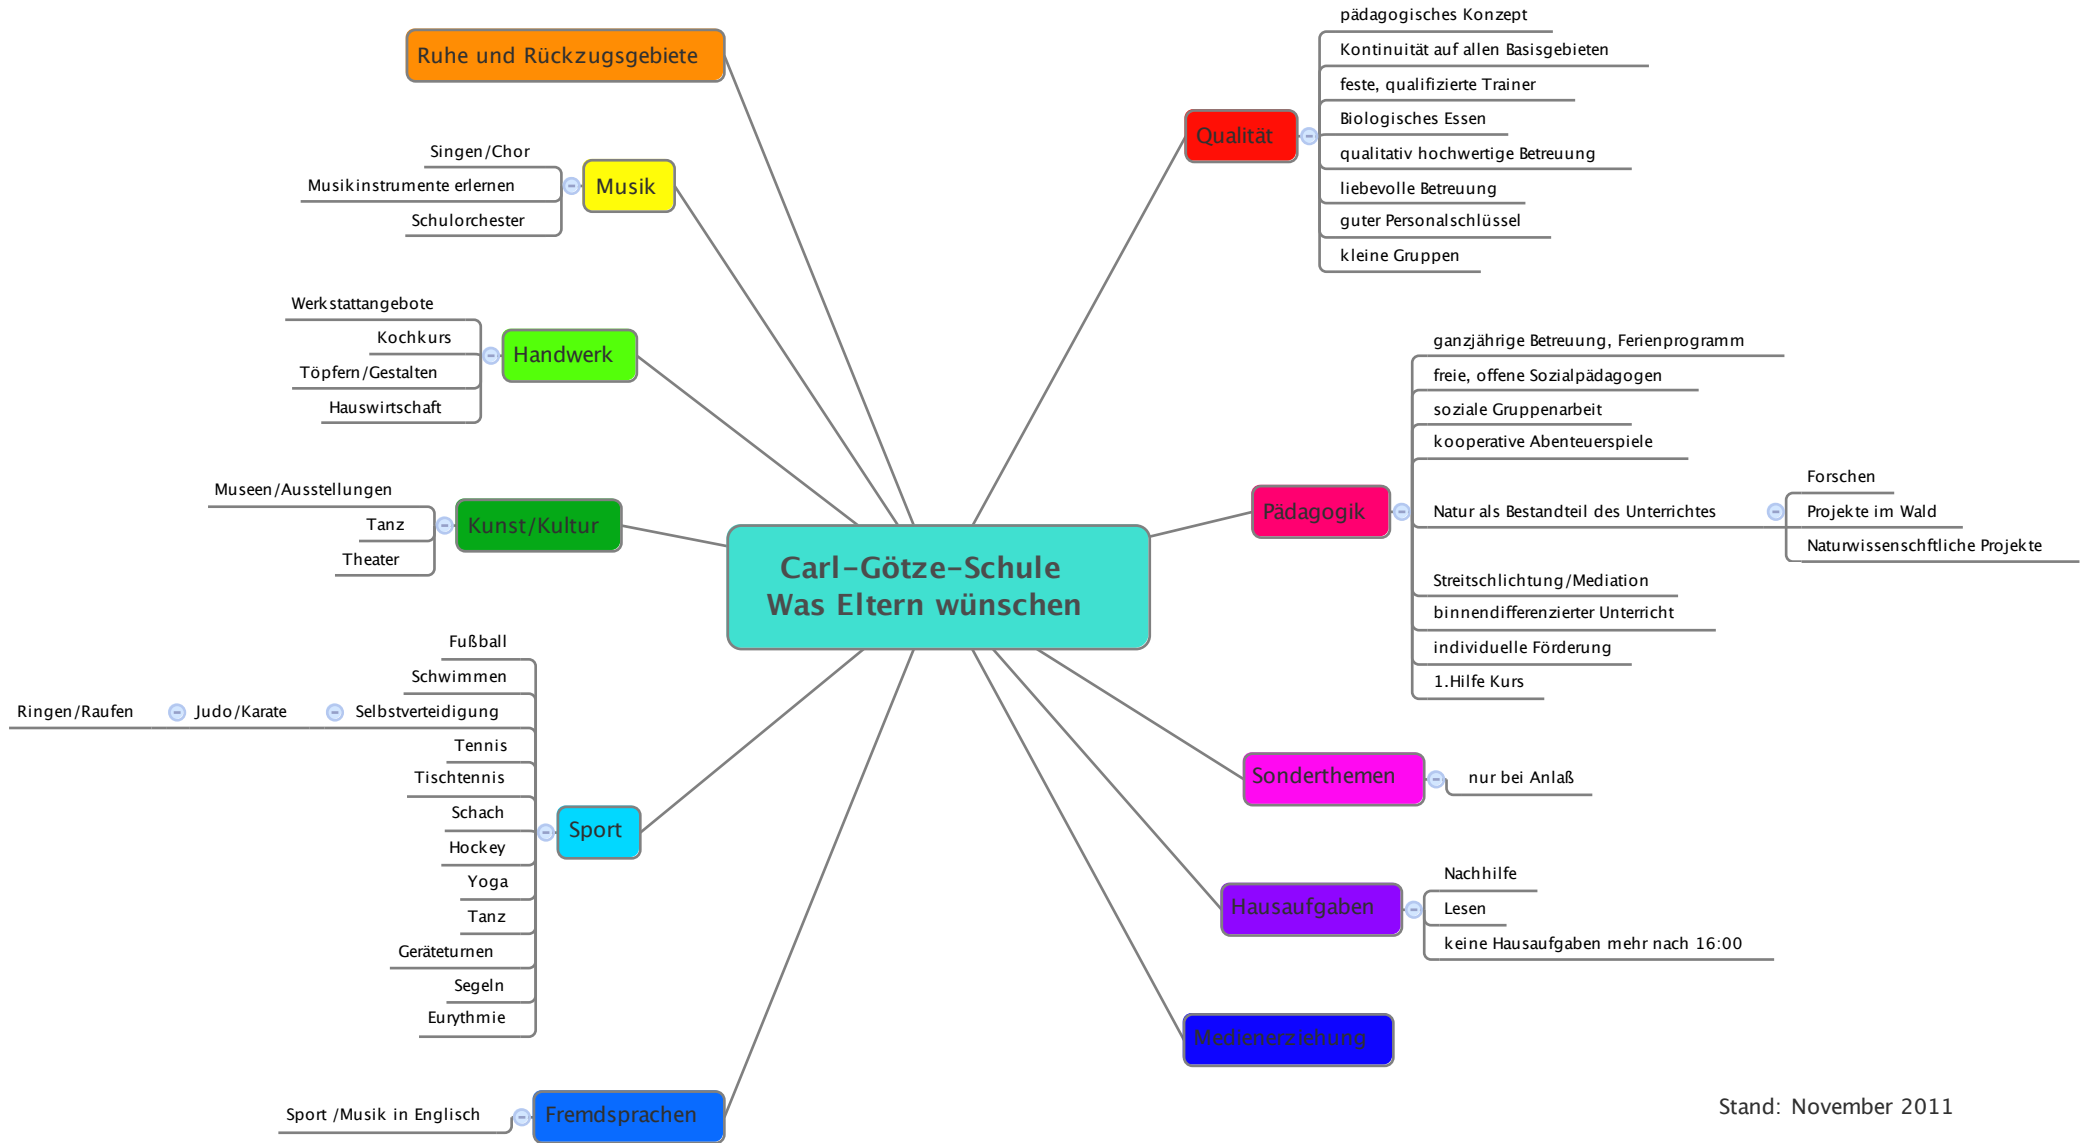 Carl-Götze-Schule
Was Eltern wünschen
Ruhe und Rückzugsgebiete
Musik
Singen/Chor
Musikinstrumente erlernen
Schulorchester
Handwerk
Werkstattangebote
Kochkurs
Töpfern/Gestalten
Hauswirtschaft
Kunst/Kultur
Museen/Ausstellungen
Tanz
Theater
Sport
Fußball
Schwimmen
Selbstverteidigung
Judo/Karate
Ringen/Raufen
Tennis
Tischtennis
Schach
Hockey
Yoga
Tanz
Geräteturnen
Segeln
Eurythmie
Fremdsprachen
Sport /Musik in Englisch
Qualität
pädagogisches Konzept
Kontinuität auf allen Basisgebieten
feste, qualifizierte Trainer
Biologisches Essen
qualitativ hochwertige Betreuung
liebevolle Betreuung
guter Personalschlüssel
kleine Gruppen
Pädagogik
ganzjährige Betreuung, Ferienprogramm
freie, offene Sozialpädagogen
soziale Gruppenarbeit
kooperative Abenteuerspiele
Natur als Bestandteil des Unterrichtes
Forschen
Projekte im Wald
Naturwissenschftliche Projekte
Streitschlichtung/Mediation
binnendifferenzierter Unterricht
individuelle Förderung
1.Hilfe Kurs
Sonderthemen
nur bei Anlaß
Hausaufgaben
Nachhilfe
Lesen
keine Hausaufgaben mehr nach 16:00
Medienerziehung
Stand: November 2011